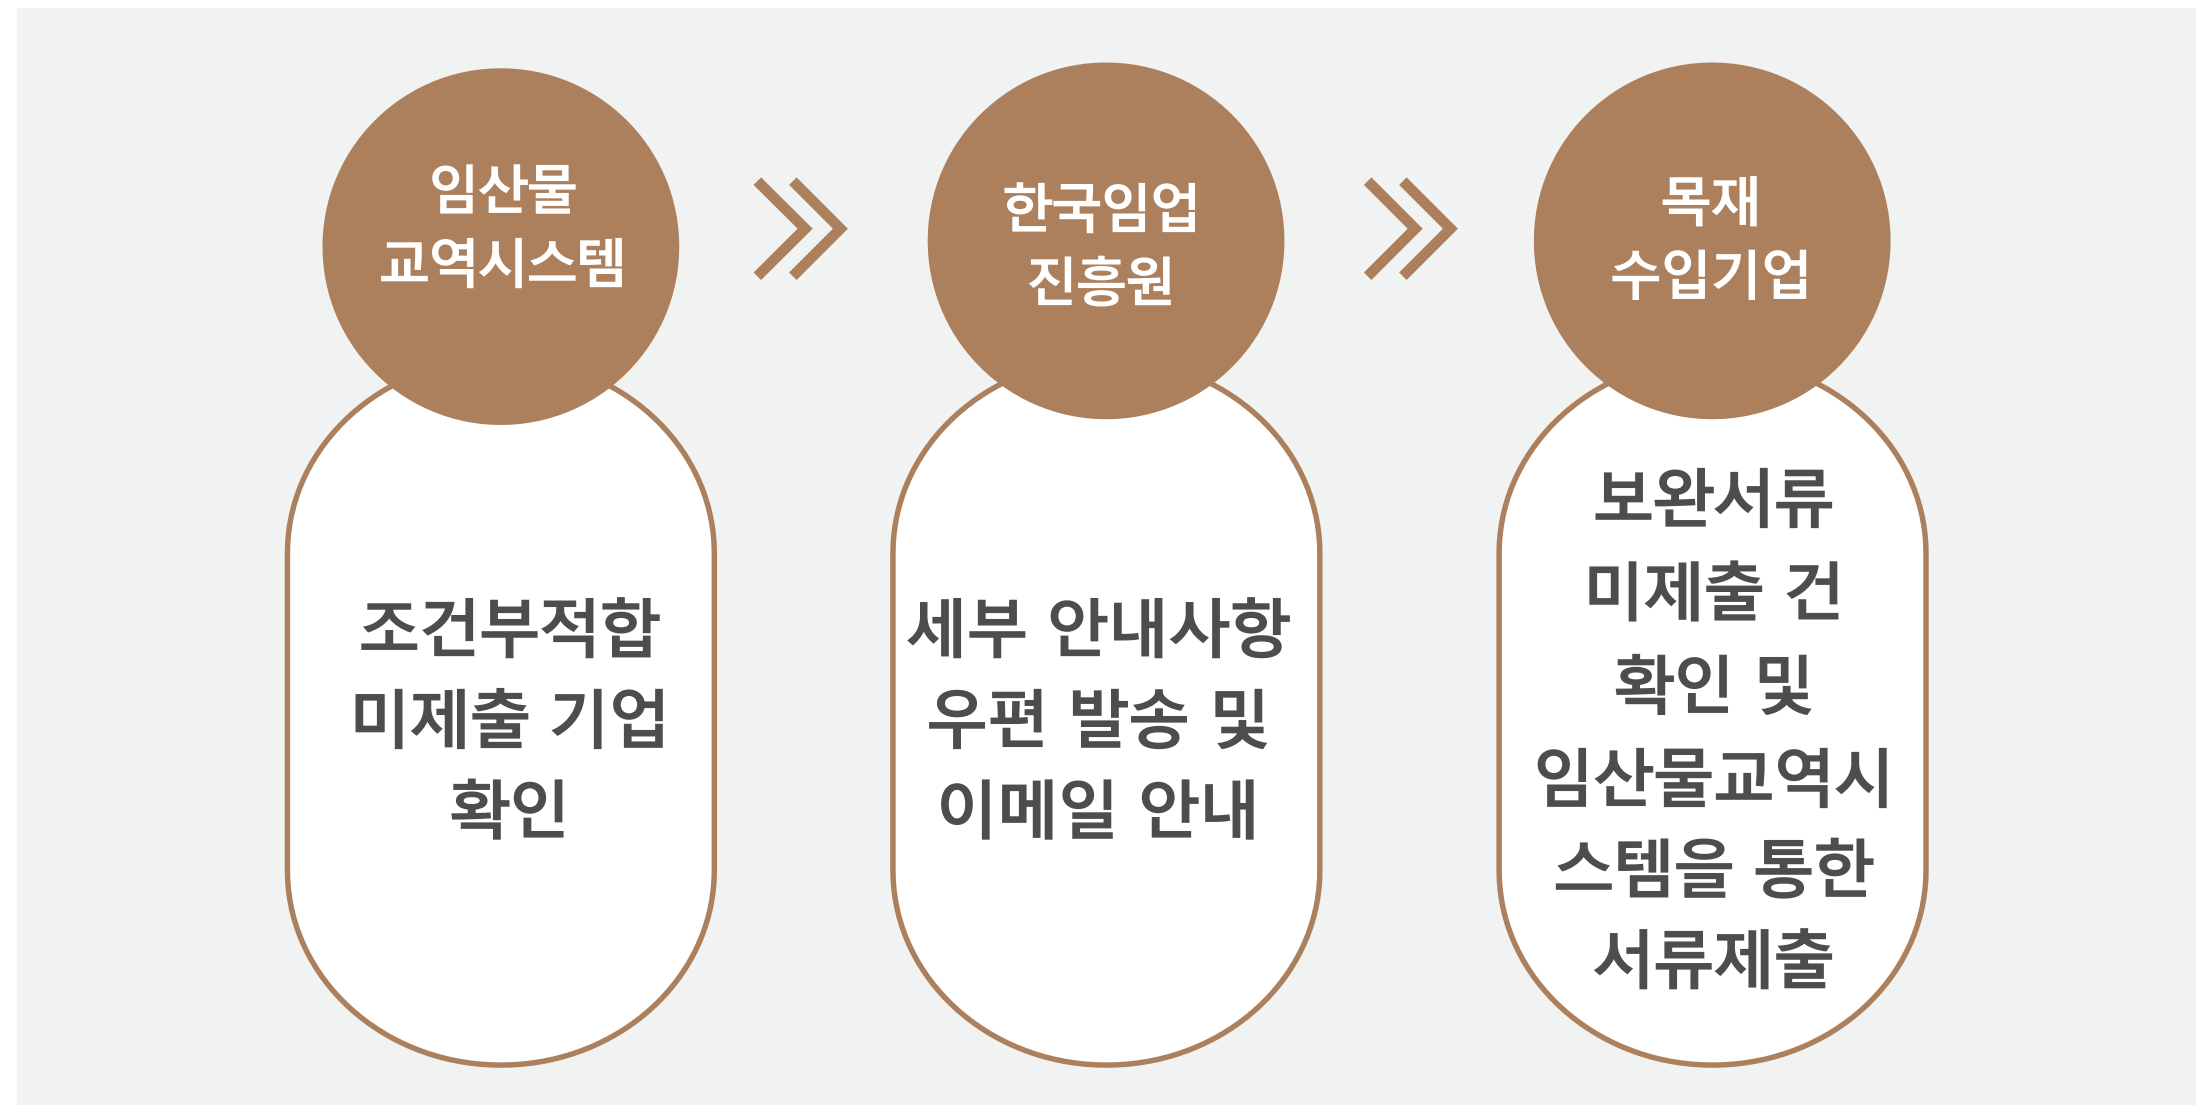 임산물
교역시스템
한국임업
진흥원
목재
수입기업
조건부적합
미제출 기업
확인
세부 안내사항
우편 발송 및
이메일 안내
보완서류
미제출 건
확인 및
임산물교역시
스템을 통한
서류제출